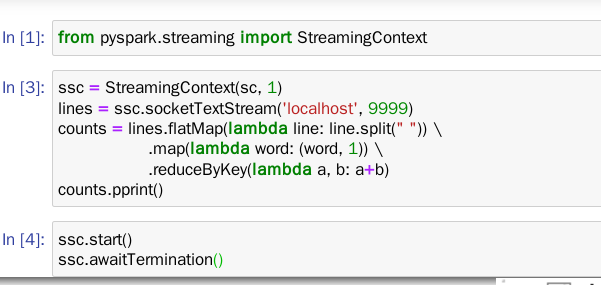 In [1]: from pyspark.streaming import StreamingContext
In [3]: ssc = StreamingContext(sc, 1)
lines = ssc.socketTextStream('localhost', 9999)
counts = lines.flatMap(lambda line: line.split(" ")) \
.map(lambda word: (word, 1)) \
.reduceByKey(lambda a, b: a+b)
counts.pprint()
In [4]: ssc.start()
ssc.awaitTermination()